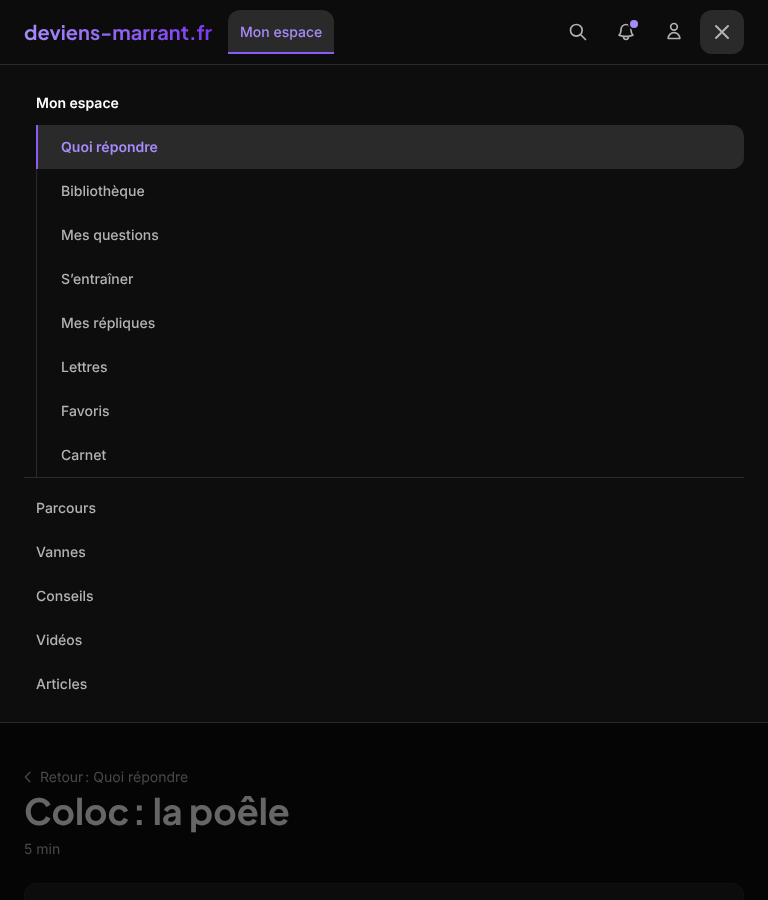 deviens-marrant.fr
Mon espace
Mon espace
Quoi répondre
Bibliothèque
Mes questions
S’entraîner
Mes répliques
Lettres
Favoris
Carnet
Parcours
Vannes
Conseils
Vidéos
Articles
Retour : Quoi répondre
Coloc : la poêle
5 min